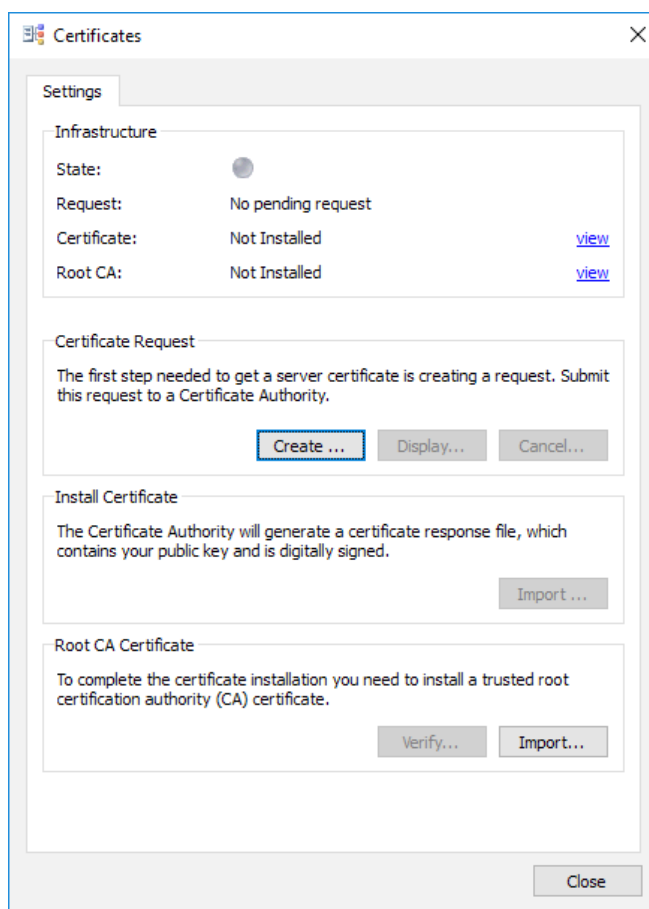 Certificates
Settings
Infrastructure
State:
Request: No pending request
Certificate: Not Installed view
Root CA: Not Installed view
Certificate Request
The first step needed to get a server certificate is creating a request. Submit
this request to a Certificate Authority.
Create ... Display... Cancel...
Install Certificate
The Certificate Authority will generate a certificate response file, which
contains your public key and is digitally signed.
Import ...
Root CA Certificate
To complete the certificate installation you need to install a trusted root
certification authority (CA) certificate.
Verify... Import...
Close